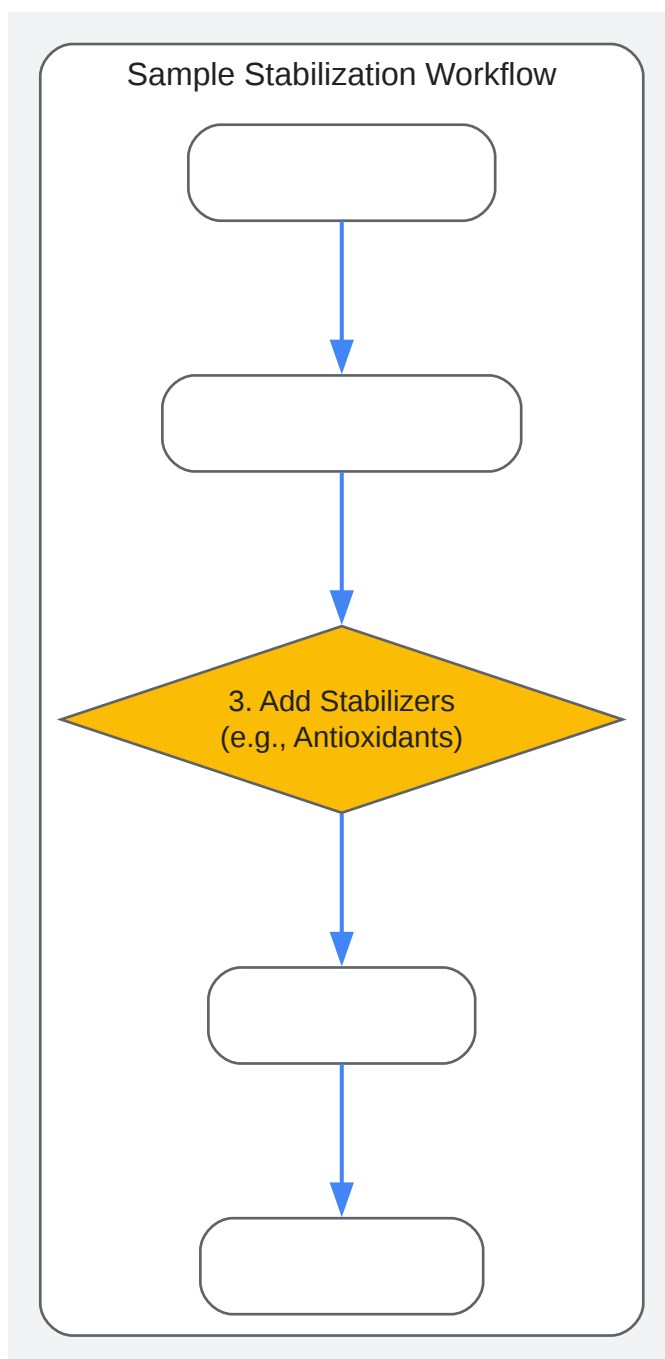 Sample Stabilization Workflow
3. Add Stabilizers
(e.g., Antioxidants)